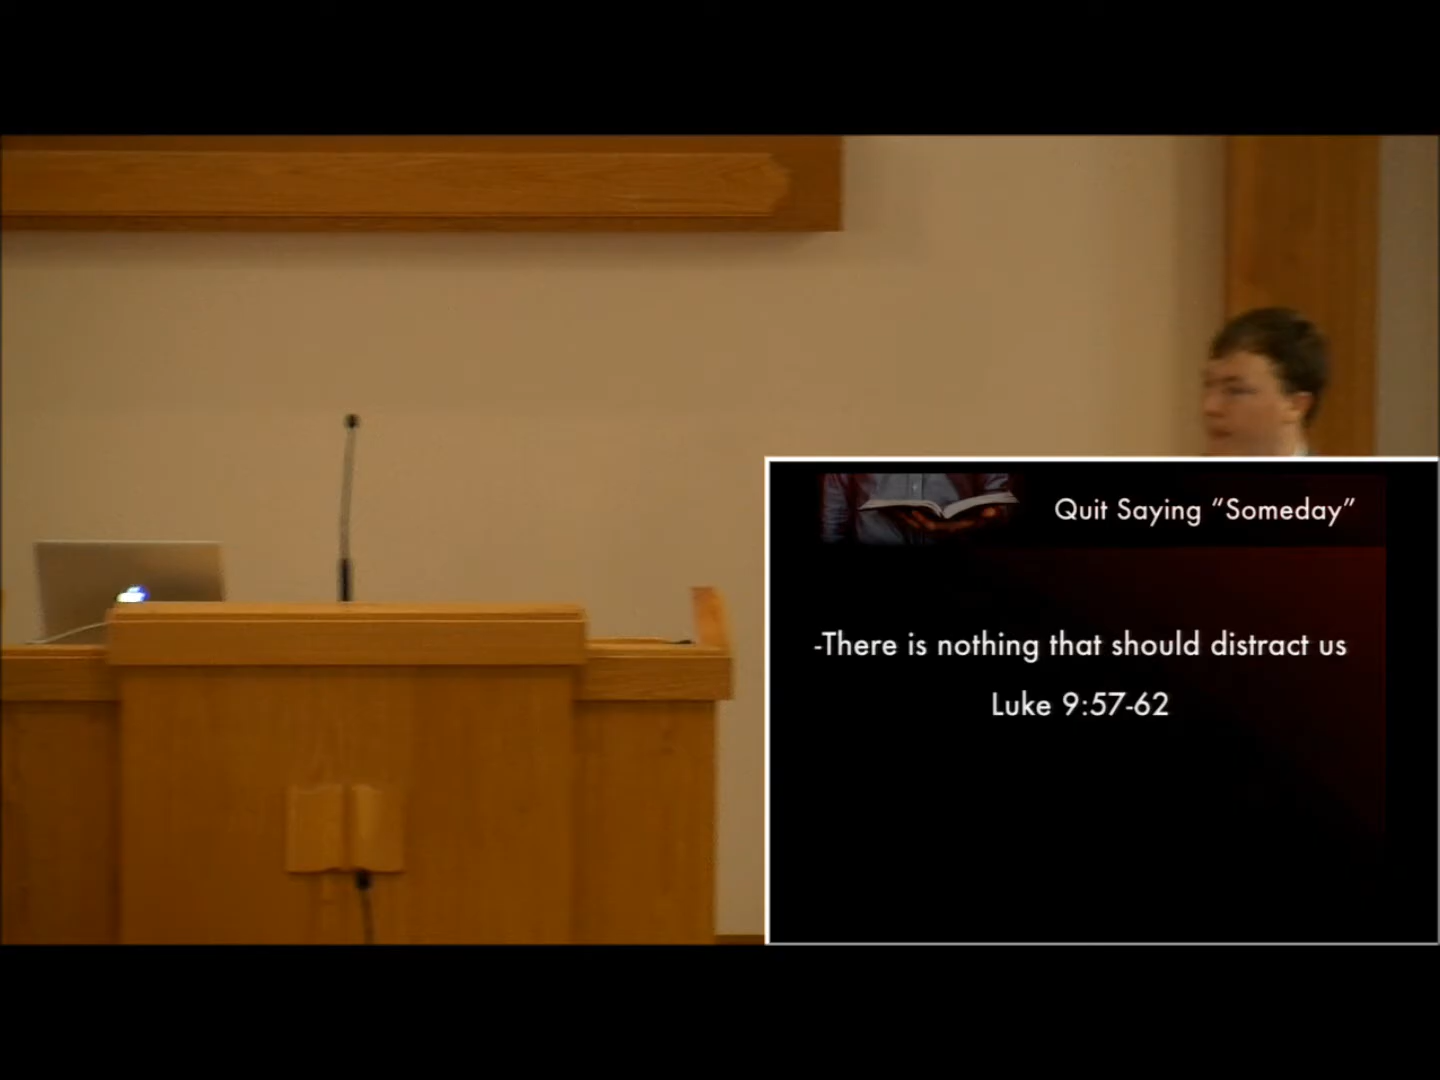 Quit Saying “Someday”
-There is nothing that should distract us
Luke 9:57-62